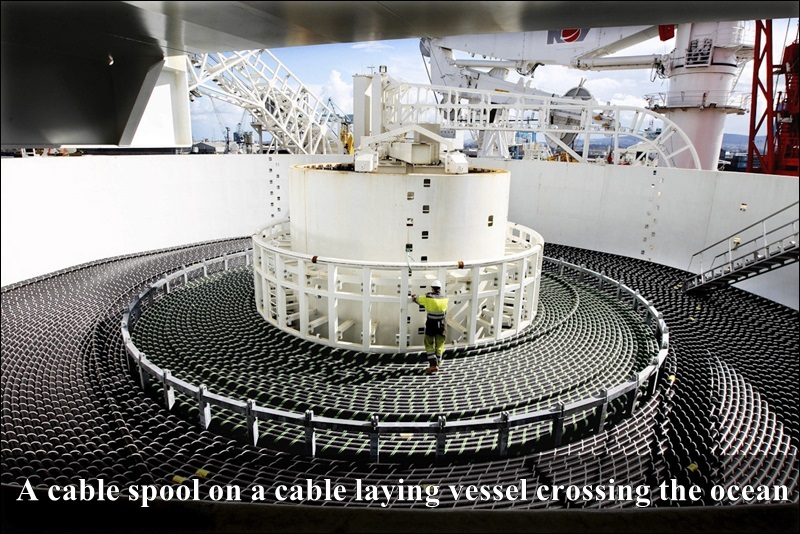 A cable spool on a cable laying vessel crossing the ocean